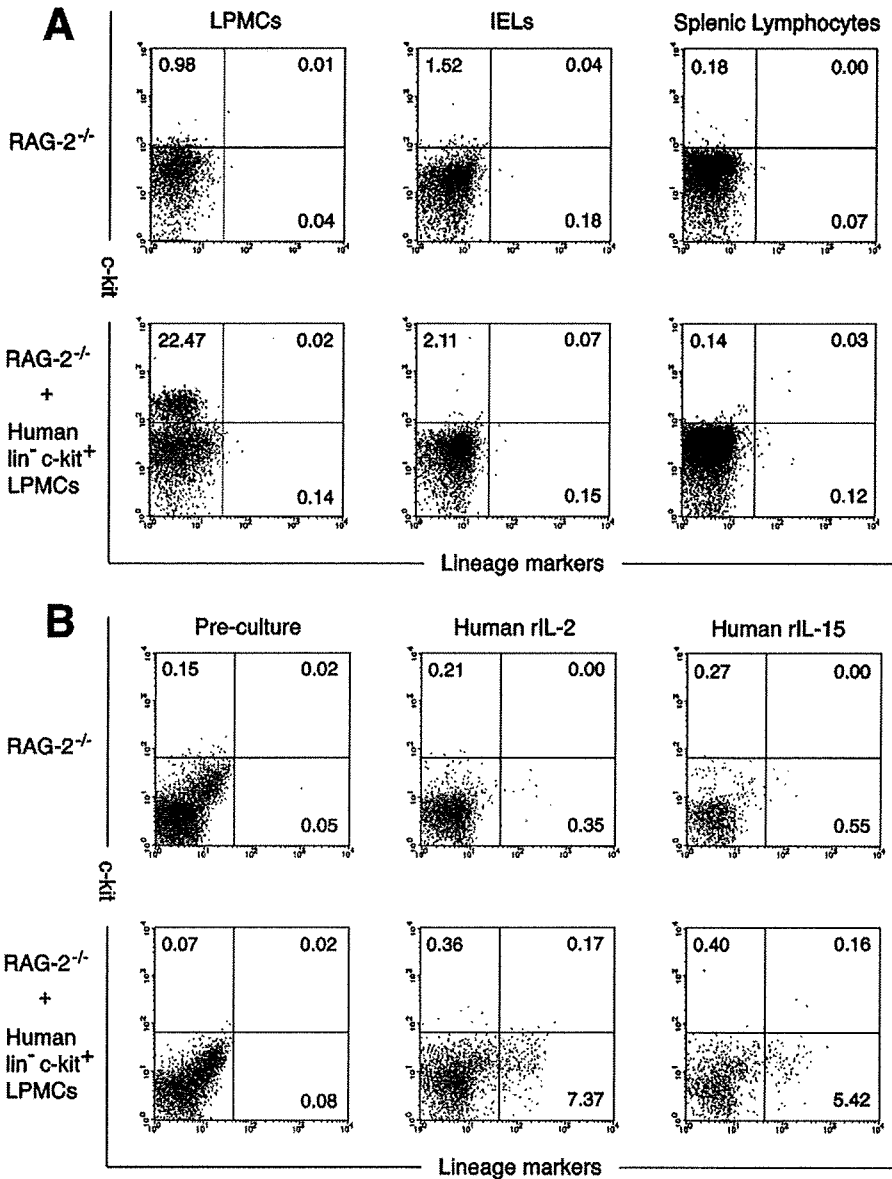 A
LPMCs IELs Splenic Lymphocytes
RAG-2-/-
0.98 0.01
0.04
1.52 0.04
0.18
0.18 0.00
0.07
c-kit
RAG-2-/-
+
Human
lin- c-kit+
LPMCs
22.47 0.02
0.14
2.11 0.07
0.15
0.14 0.03
0.12
Lineage markers
B
Pre-culture Human rIL-2 Human rIL-15
RAG-2-/-
0.15 0.02
0.05
0.21 0.00
0.35
0.27 0.00
0.55
c-kit
RAG-2-/-
+
Human
lin- c-kit+
LPMCs
0.07 0.02
0.08
0.36 0.17
7.37
0.40 0.16
5.42
Lineage markers